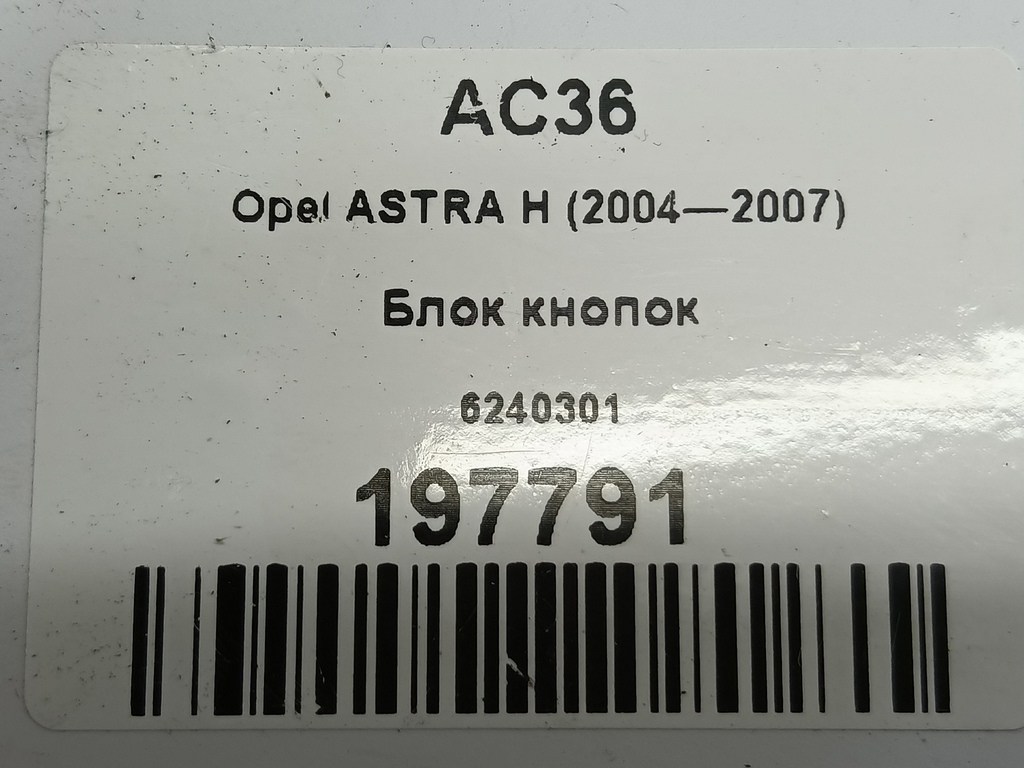 AC36
Opel ASTRA H (2004—2007)
Блок кнопок
6240301
197791